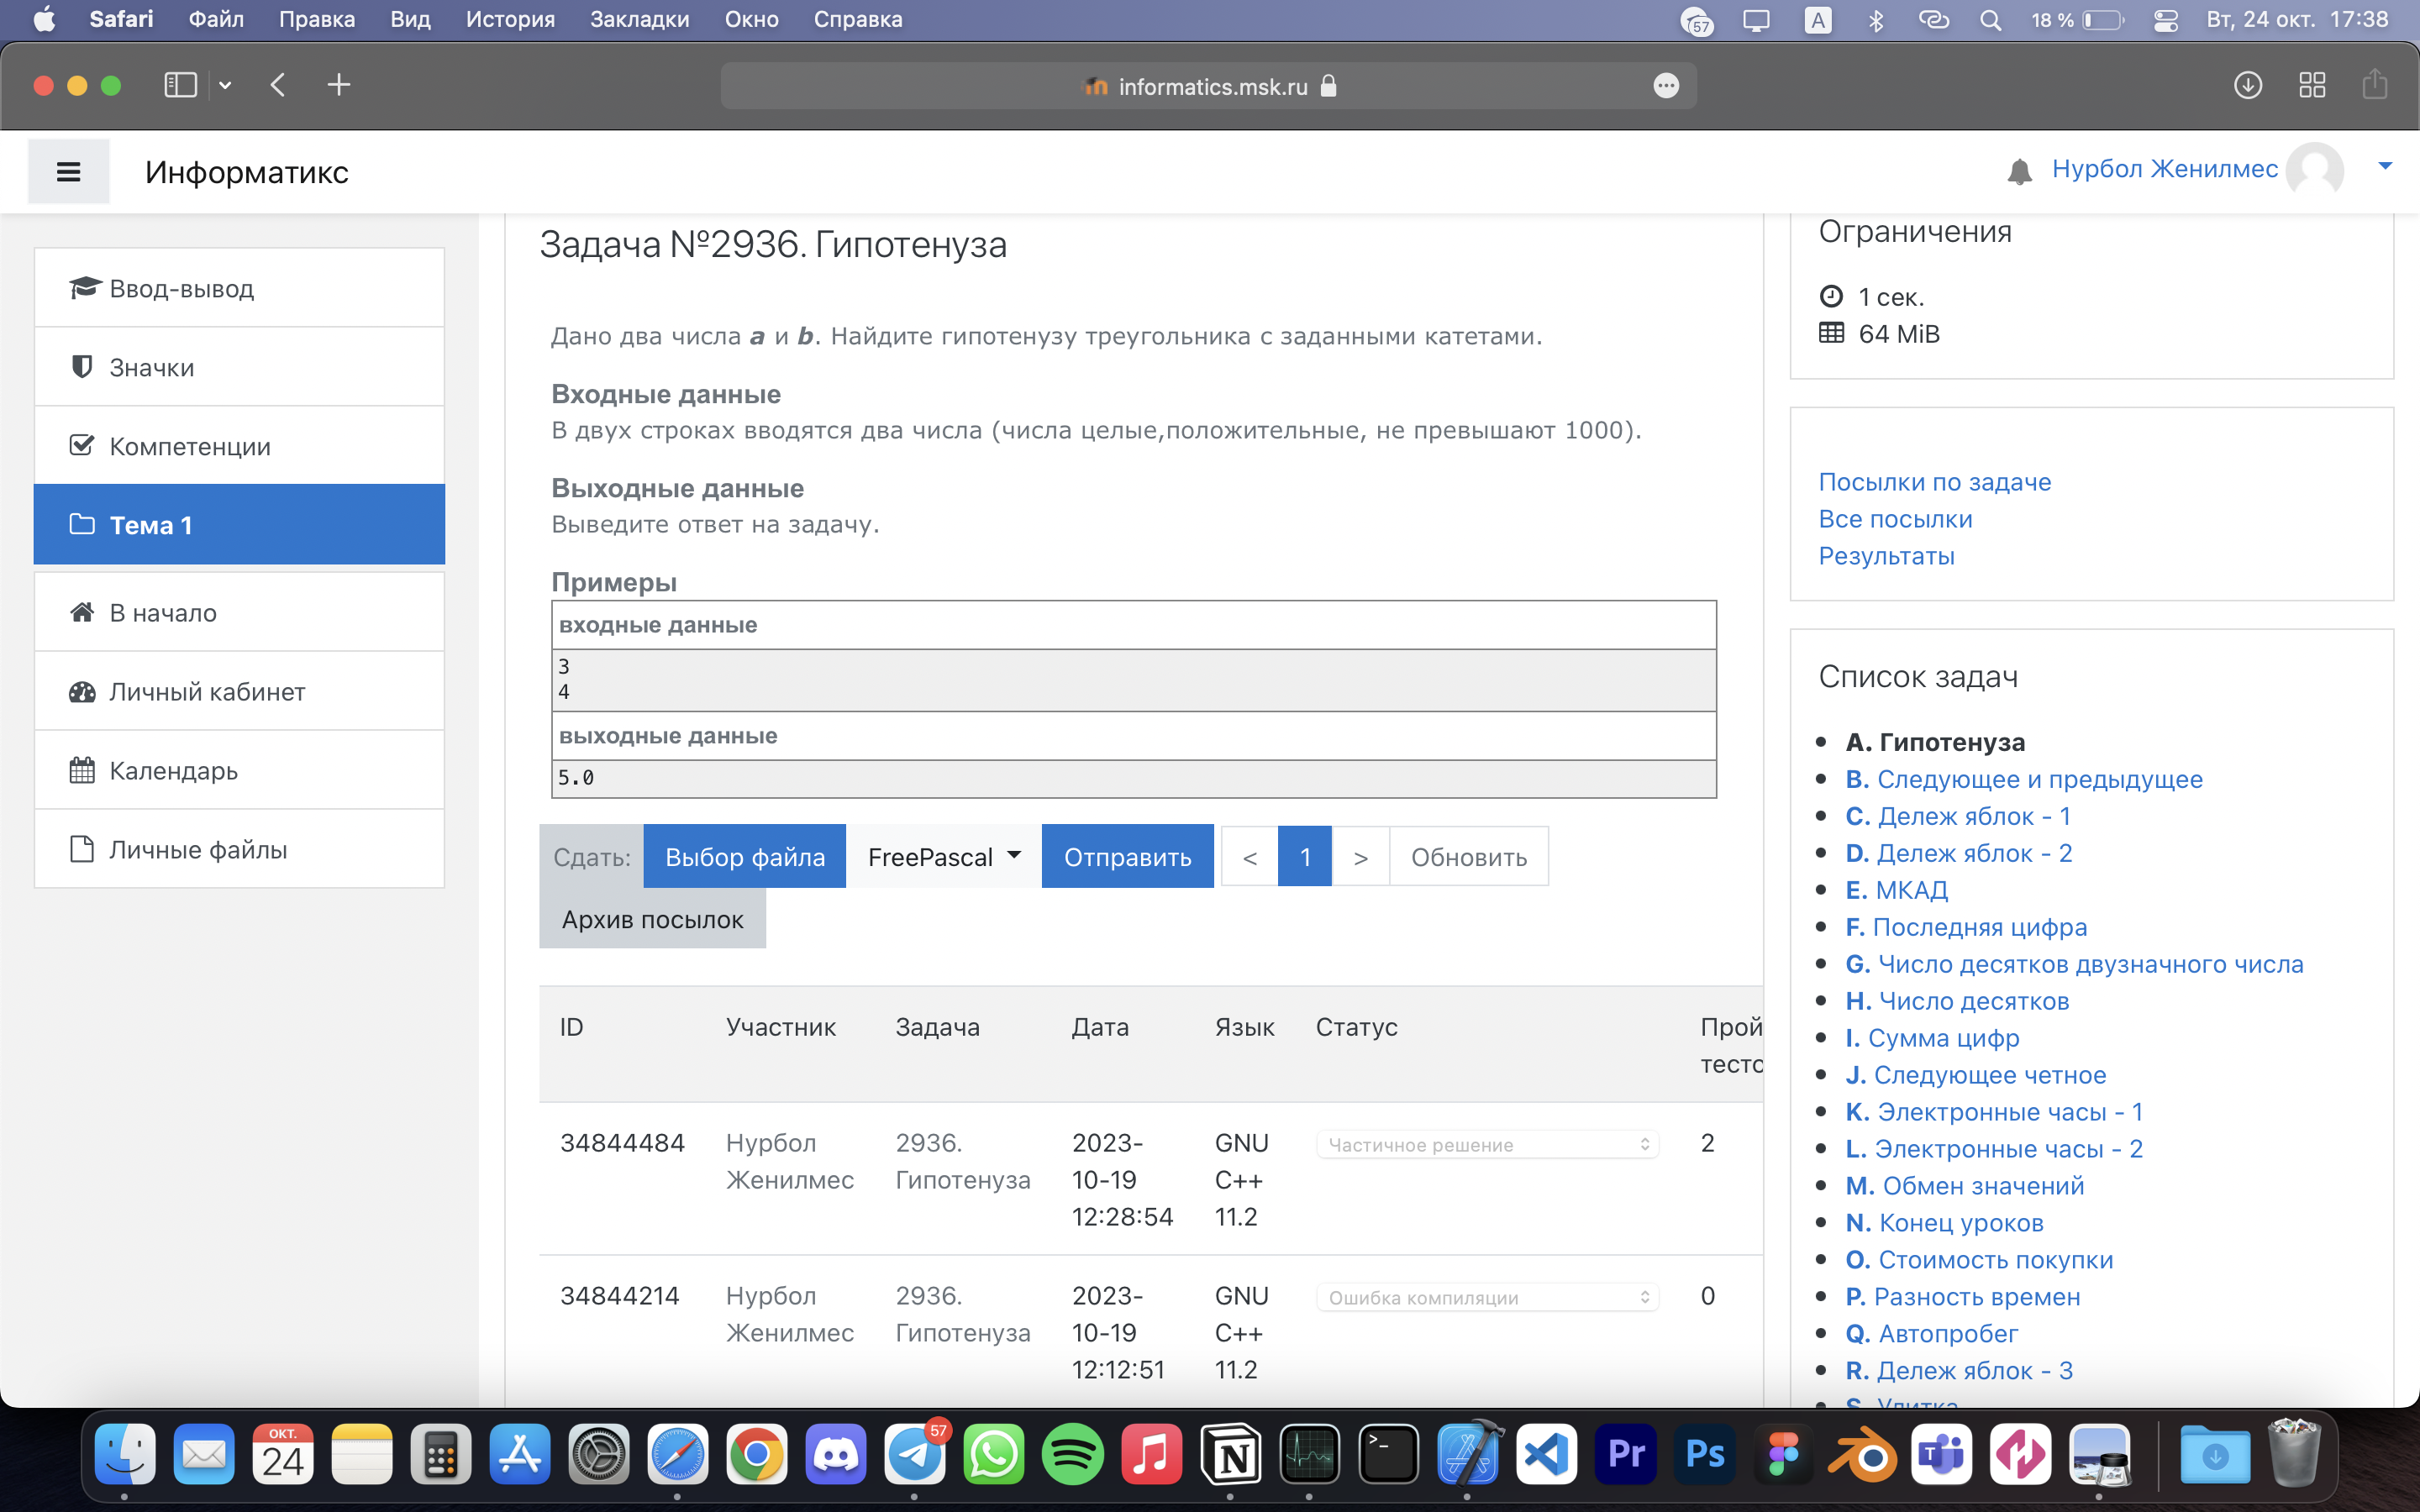 Safari Файл Правка Вид История Закладки Окно Справка
57 A 18 % Вт, 24 окт. 17:38
informatics.msk.ru
Информатикс
Нурбол Женилмес
Ввод-вывод
Значки
Компетенции
Тема 1
В начало
Личный кабинет
Календарь
Личные файлы
Задача №2936. Гипотенуза
Дано два числа a и b. Найдите гипотенузу треугольника с заданными катетами.
Входные данные
В двух строках вводятся два числа (числа целые,положительные, не превышают 1000).
Выходные данные
Выведите ответ на задачу.
Примеры
входные данные
3
4
выходные данные
5.0
Сдать: Выбор файла FreePascal Отправить < 1 > Обновить
Архив посылок
ID Участник Задача Дата Язык Статус Прой
тесто
34844484 Нурбол 2936. 2023- GNU Частичное решение 2
Женилмес Гипотенуза 10-19 C++
12:28:54 11.2
34844214 Нурбол 2936. 2023- GNU Ошибка компиляции 0
Женилмес Гипотенуза 10-19 C++
12:12:51 11.2
Ограничения
1 сек.
64 MiB
Посылки по задаче
Все посылки
Результаты
Список задач
A. Гипотенуза
B. Следующее и предыдущее
C. Дележ яблок - 1
D. Дележ яблок - 2
E. МКАД
F. Последняя цифра
G. Число десятков двузначного числа
H. Число десятков
I. Сумма цифр
J. Следующее четное
K. Электронные часы - 1
L. Электронные часы - 2
M. Обмен значений
N. Конец уроков
O. Стоимость покупки
P. Разность времен
Q. Автопробег
R. Дележ яблок - 3
S. Улитка
ОКТ.
24
57
N
>_
Pr
Ps
T